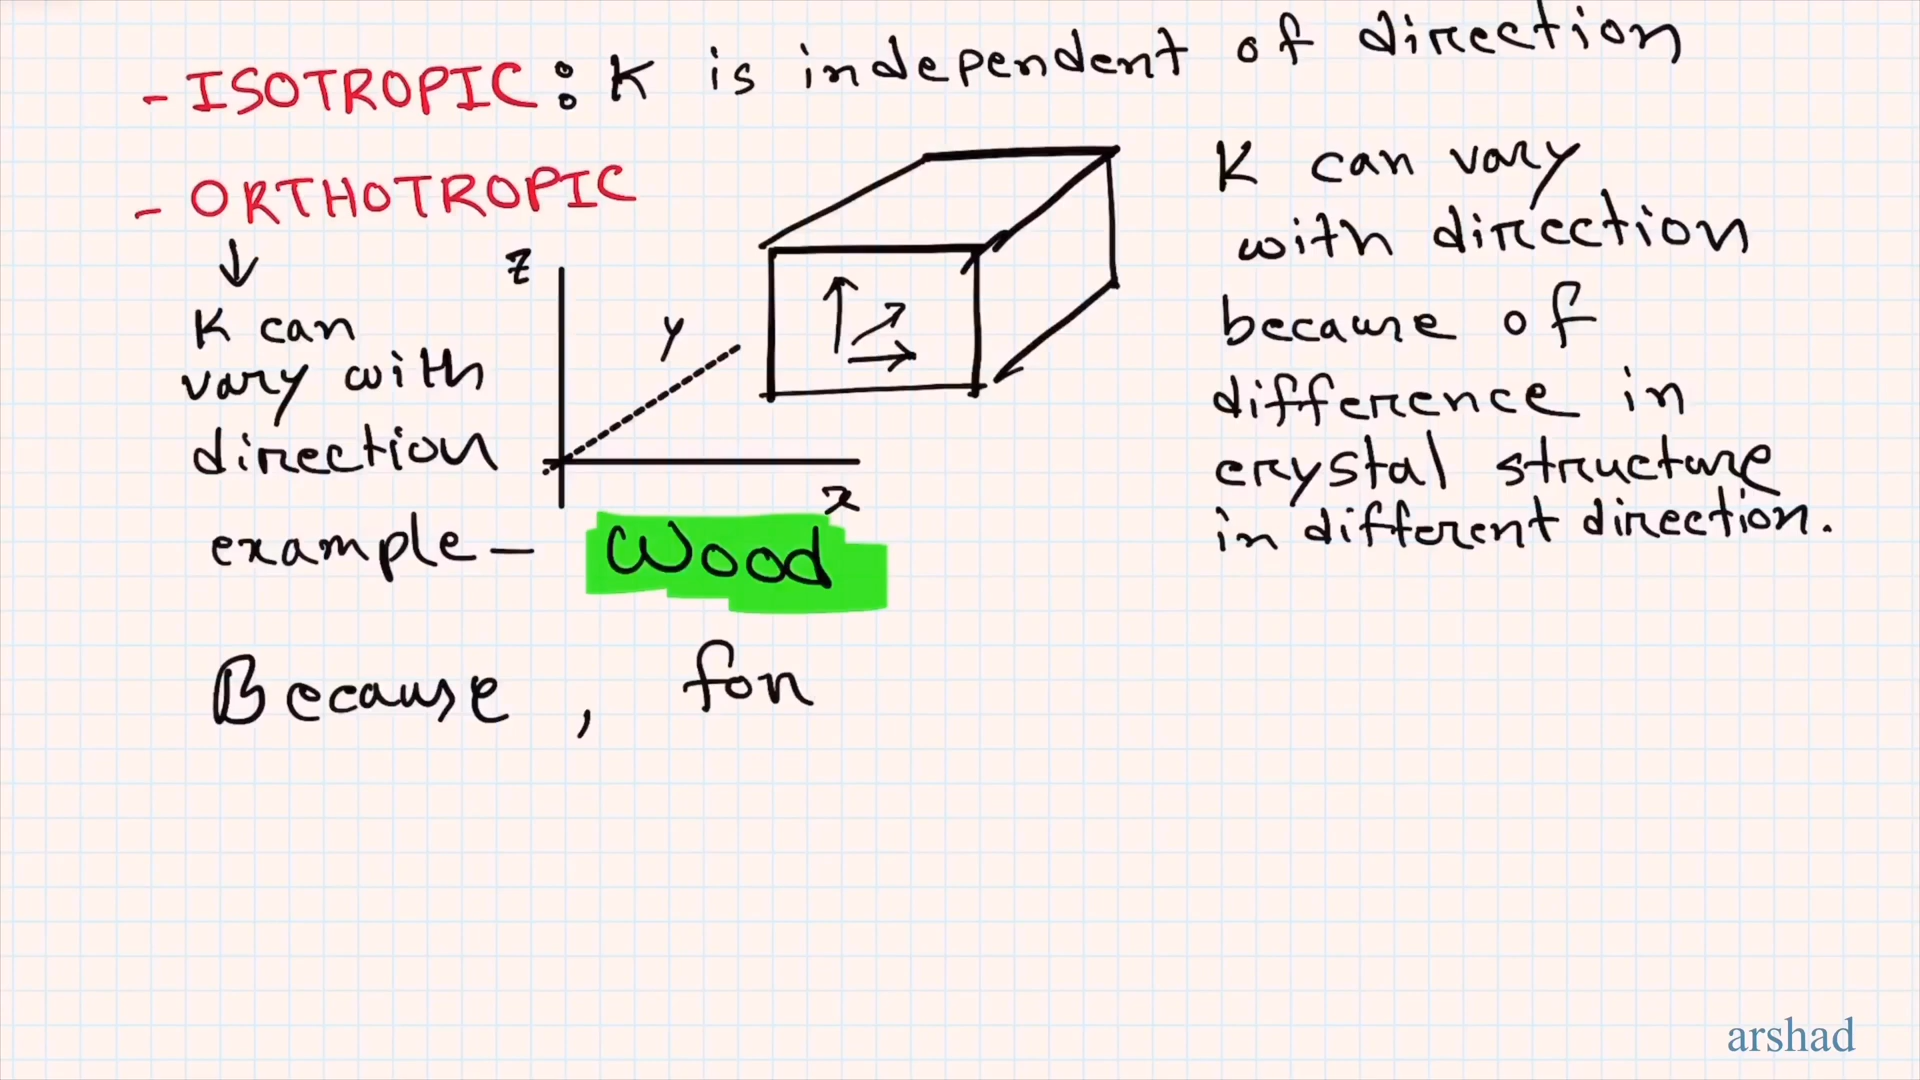 - ISOTROPIC : K is independent of direction
- ORTHOTROPIC
↓
K can
vary with
direction
example - Wood
z
y
x
K can vary
with direction
because of
difference in
crystal structure
in different direction.
Because, for
arshad